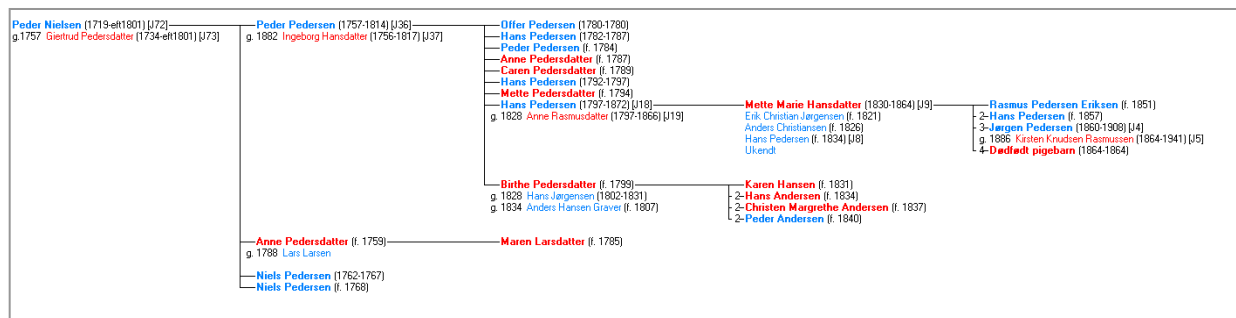 Peder Nielsen (1719-eft1801) [J72]
g.1757 Giertrud Pedersdatter (1734-eft1801) [J73]
Peder Pedersen (1757-1814) [J36]
g. 1882 Ingeborg Hansdatter (1756-1817) [J37]
Offer Pedersen (1780-1780)
Hans Pedersen (1782-1787)
Peder Pedersen (f. 1784)
Anne Pedersdatter (f. 1787)
Caren Pedersdatter (f. 1789)
Hans Pedersen (1792-1797)
Mette Pedersdatter (f. 1794)
Hans Pedersen (1797-1872) [J18]
g. 1828 Anne Rasmusdatter (1797-1866) [J19]
Mette Marie Hansdatter (1830-1864) [J9]
Erik Christian Jørgensen (f. 1821)
Anders Christiansen (f. 1826)
Hans Pedersen (f. 1834) [J8]
Ukendt
Rasmus Pedersen Eriksen (f. 1851)
2 Hans Pedersen (f. 1857)
3 Jørgen Pedersen (1860-1908) [J4]
g. 1886 Kirsten Knudsen Rasmussen (1864-1941) [J5]
4 Dødfødt pigebarn (1864-1864)
Birthe Pedersdatter (f. 1799)
g. 1828 Hans Jørgensen (1802-1831)
g. 1834 Anders Hansen Graver (f. 1807)
Karen Hansen (f. 1831)
2 Hans Andersen (f. 1834)
2 Christen Margrethe Andersen (f. 1837)
2 Peder Andersen (f. 1840)
Anne Pedersdatter (f. 1759)
g. 1788 Lars Larsen
Maren Larsdatter (f. 1785)
Niels Pedersen (1762-1767)
Niels Pedersen (f. 1768)